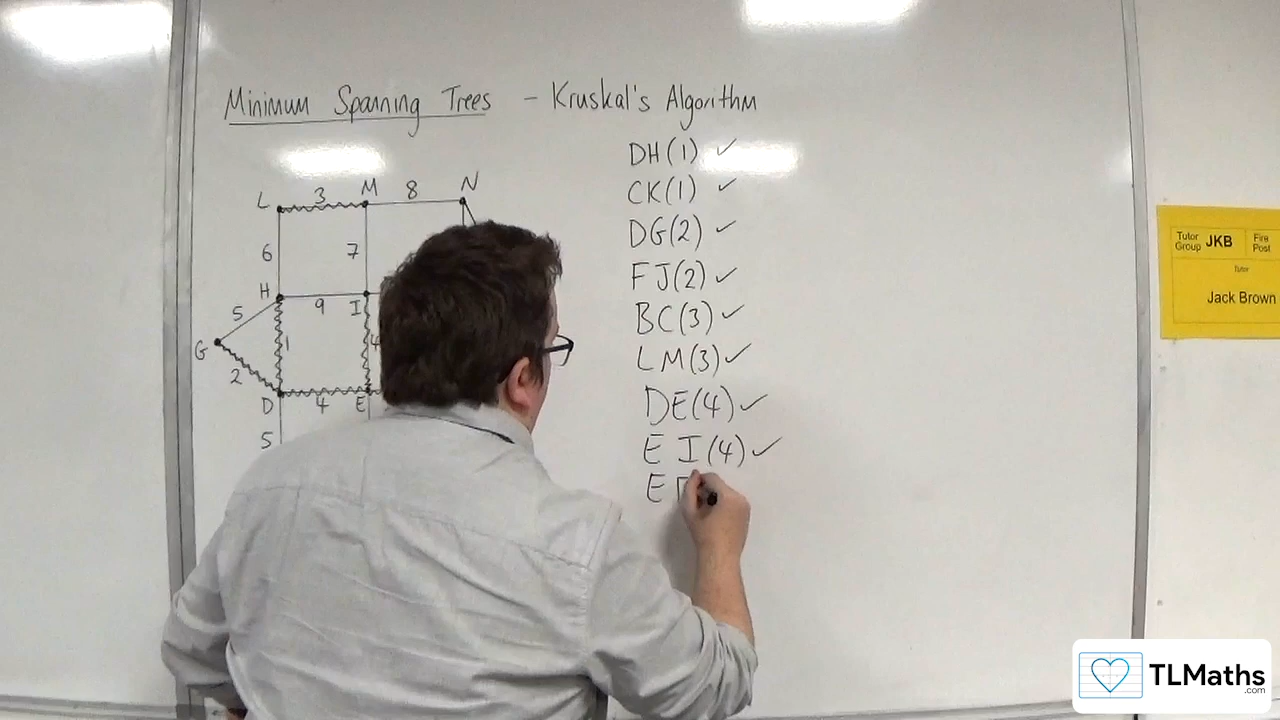 Minimum Spanning Trees - Kruskal's Algorithm
DH(1) ✓
CK(1) ✓
DG(2) ✓
FJ(2) ✓
BC(3) ✓
LM(3) ✓
DE(4) ✓
EI(4) ✓
E
L 3 M 8 N
6 7
H 9 I
5
G 1 4
2
D 4 E
5
Tutor Group JKB Fire Post
Tutor
Jack Brown
TLMaths
.com